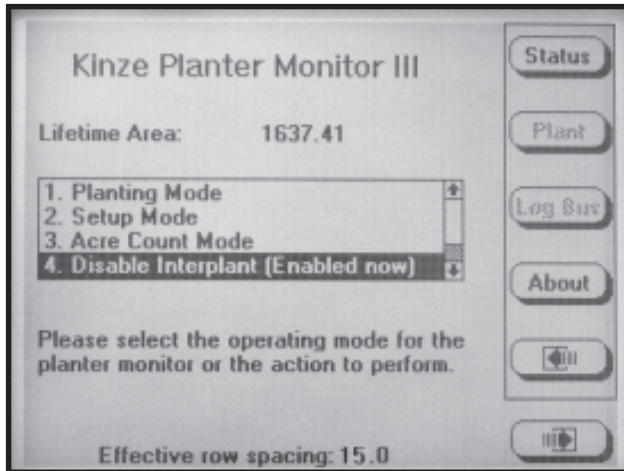 Kinze Planter Monitor III
Lifetime Area: 1637.41
1. Planting Mode
2. Setup Mode
3. Acre Count Mode
4. Disable Interplant (Enabled now)
Please select the operating mode for the
planter monitor or the action to perform.
Effective row spacing: 15.0
Status
Plant
Log Bus
About